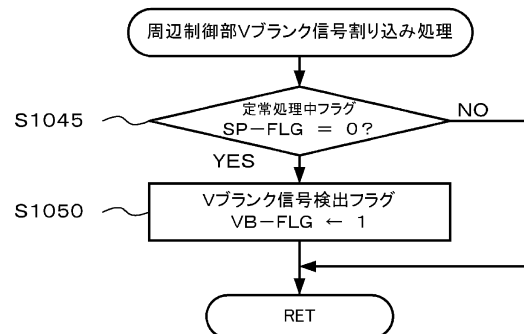 周辺制御部Vブランク信号割り込み処理
S1045
定常処理中フラグ
SP-FLG = 0?
NO
YES
S1050
Vブランク信号検出フラグ
VB-FLG ← 1
RET